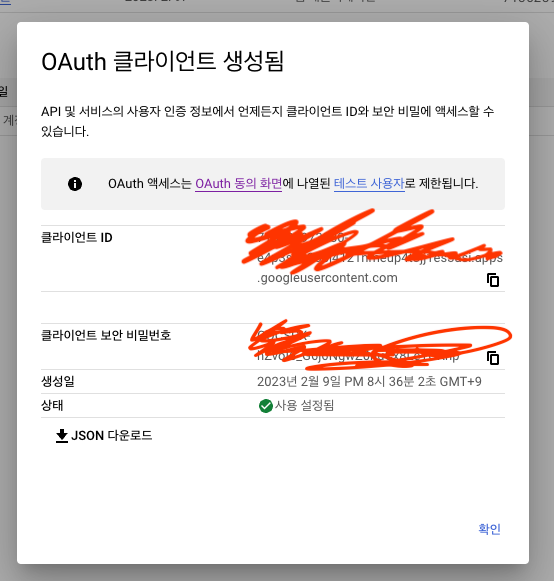 OAuth 클라이언트 생성됨
API 및 서비스의 사용자 인증 정보에서 언제든지 클라이언트 ID와 보안 비밀에 액세스할 수
있습니다.
OAuth 액세스는 OAuth 동의 화면에 나열된 테스트 사용자로 제한됩니다.
클라이언트 ID
.googleusercontent.com
클라이언트 보안 비밀번호
생성일 2023년 2월 9일 PM 8시 36분 2초 GMT+9
상태 사용 설정됨
JSON 다운로드
확인